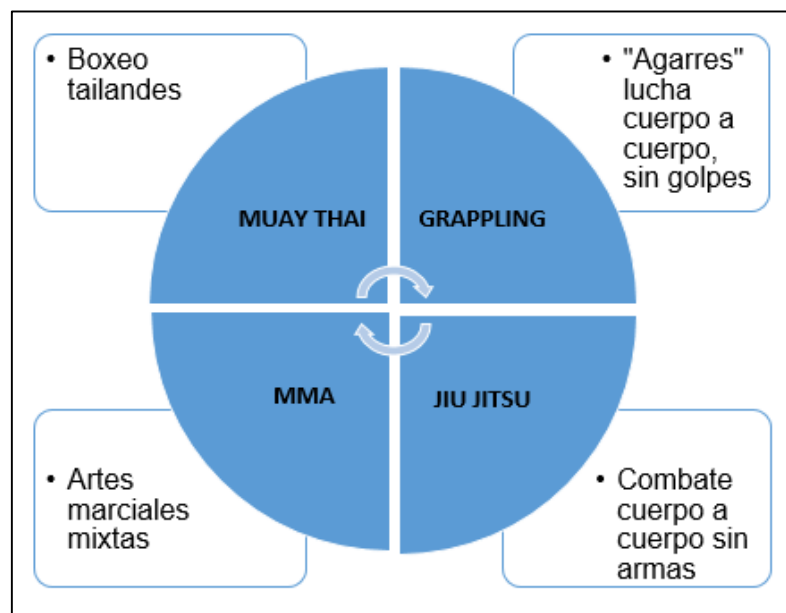 • Boxeo
tailandes
• "Agarres"
lucha
cuerpo a
cuerpo,
sin golpes
MUAY THAI
GRAPPLING
MMA
JIU JITSU
• Artes
marciales
mixtas
• Combate
cuerpo a
cuerpo sin
armas